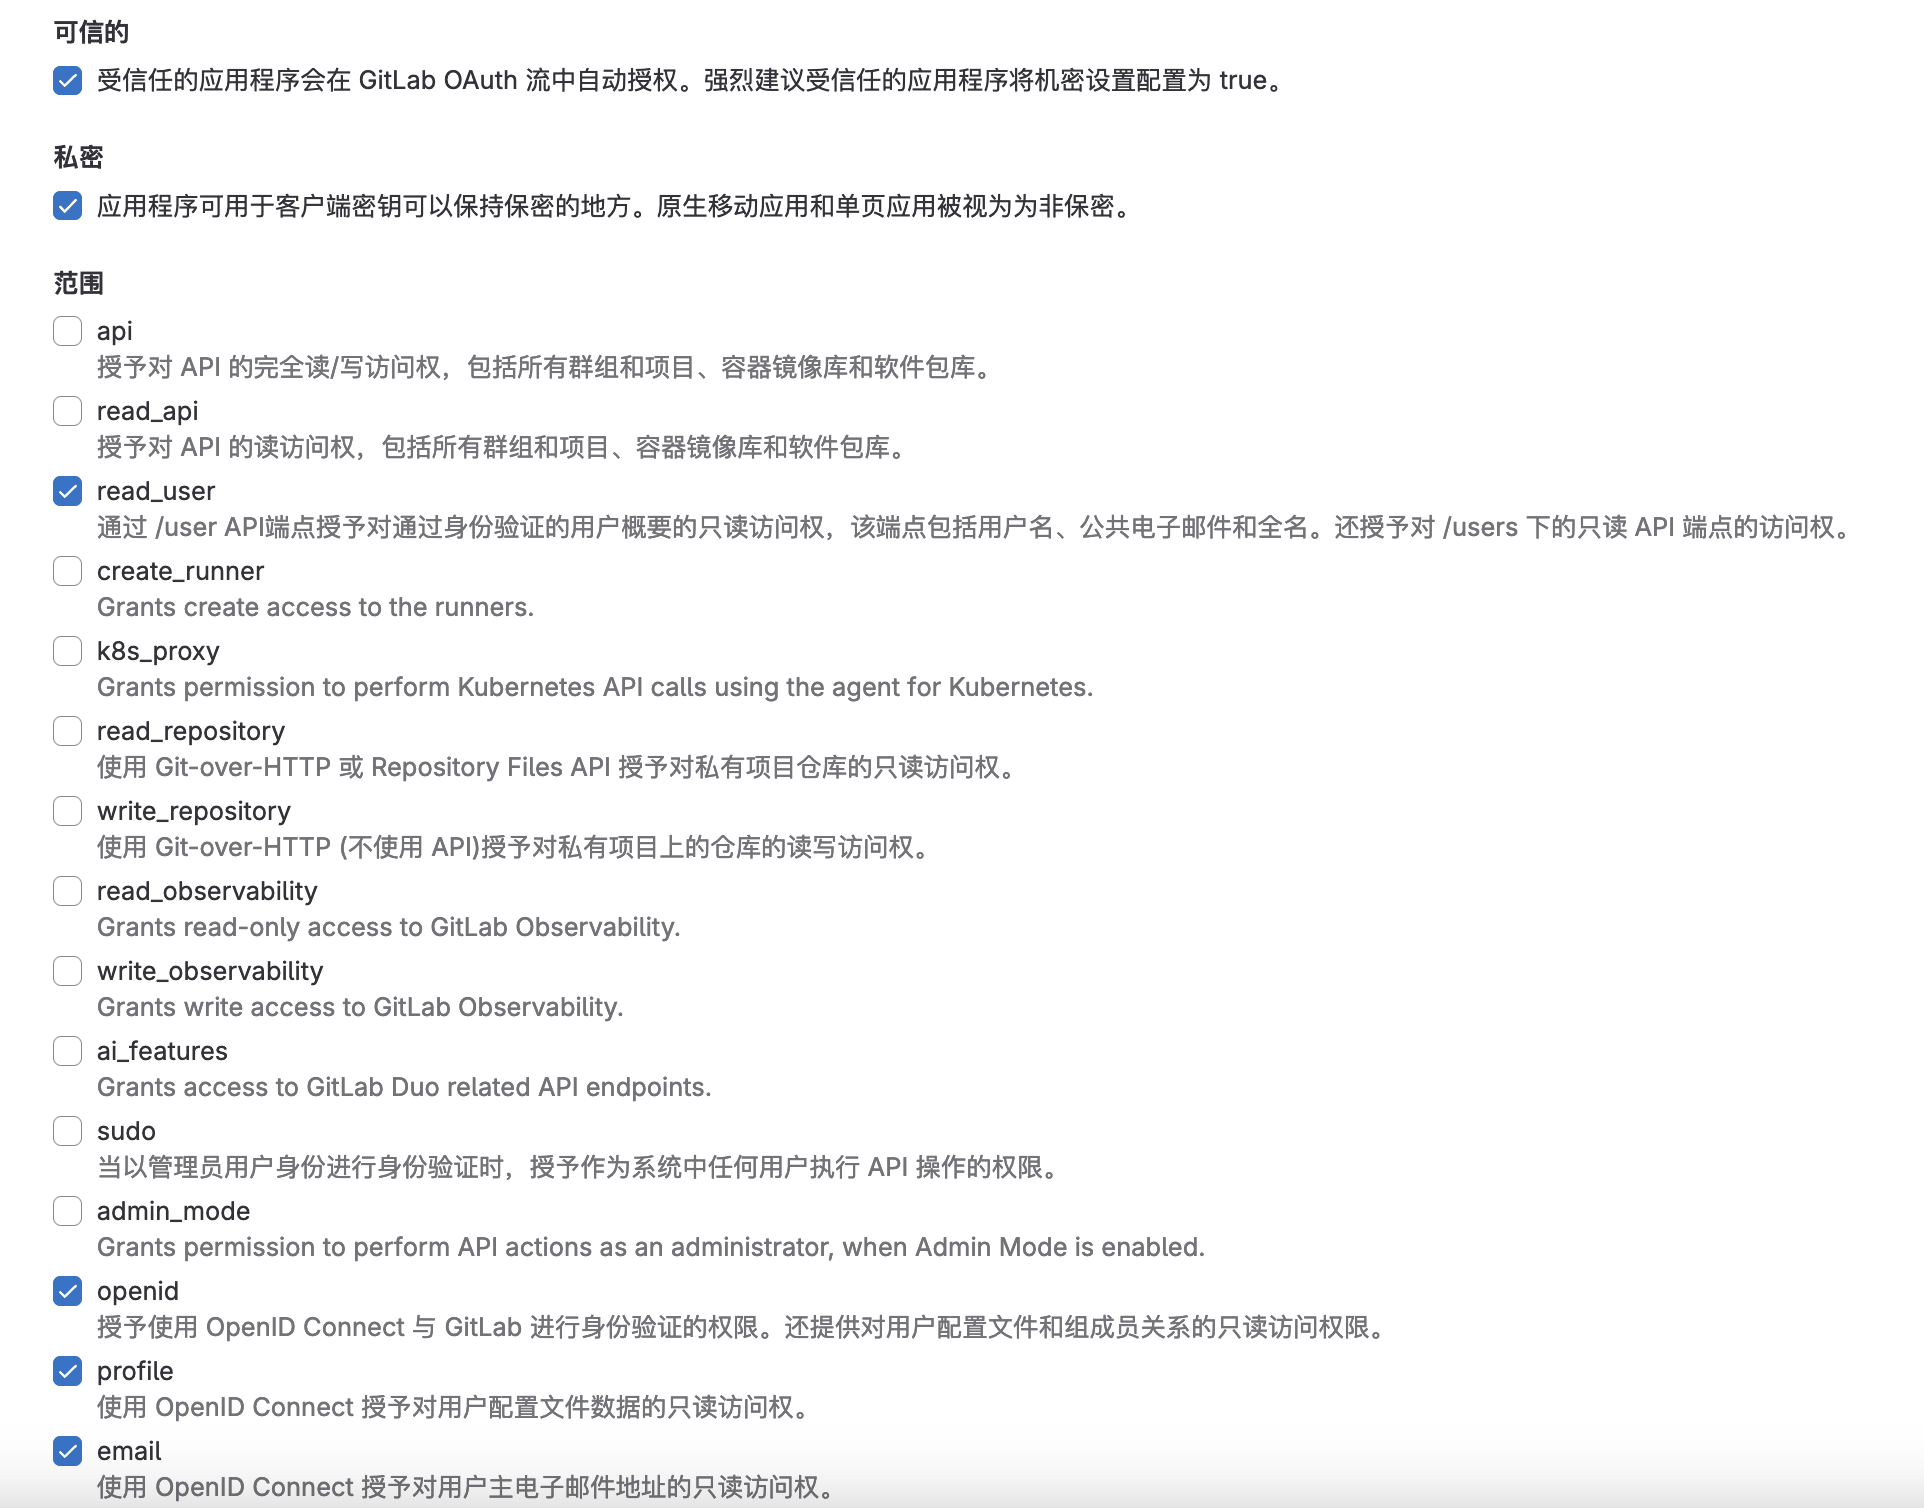 可信的
受信任的应用程序会在 GitLab OAuth 流中自动授权。强烈建议受信任的应用程序将机密设置配置为 true。
私密
应用程序可用于客户端密钥可以保持保密的地方。原生移动应用和单页应用被视为为非保密。
范围
api
授予对 API 的完全读/写访问权，包括所有群组和项目、容器镜像库和软件包库。
read_api
授予对 API 的读访问权，包括所有群组和项目、容器镜像库和软件包库。
read_user
通过 /user API端点授予对通过身份验证的用户概要的只读访问权，该端点包括用户名、公共电子邮件和全名。还授予对 /users 下的只读 API 端点的访问权。
create_runner
Grants create access to the runners.
k8s_proxy
Grants permission to perform Kubernetes API calls using the agent for Kubernetes.
read_repository
使用 Git-over-HTTP 或 Repository Files API 授予对私有项目仓库的只读访问权。
write_repository
使用 Git-over-HTTP (不使用 API)授予对私有项目上的仓库的读写访问权。
read_observability
Grants read-only access to GitLab Observability.
write_observability
Grants write access to GitLab Observability.
ai_features
Grants access to GitLab Duo related API endpoints.
sudo
当以管理员用户身份进行身份验证时，授予作为系统中任何用户执行 API 操作的权限。
admin_mode
Grants permission to perform API actions as an administrator, when Admin Mode is enabled.
openid
授予使用 OpenID Connect 与 GitLab 进行身份验证的权限。还提供对用户配置文件和组成员关系的只读访问权限。
profile
使用 OpenID Connect 授予对用户配置文件数据的只读访问权。
email
使用 OpenID Connect 授予对用户主电子邮件地址的只读访问权。